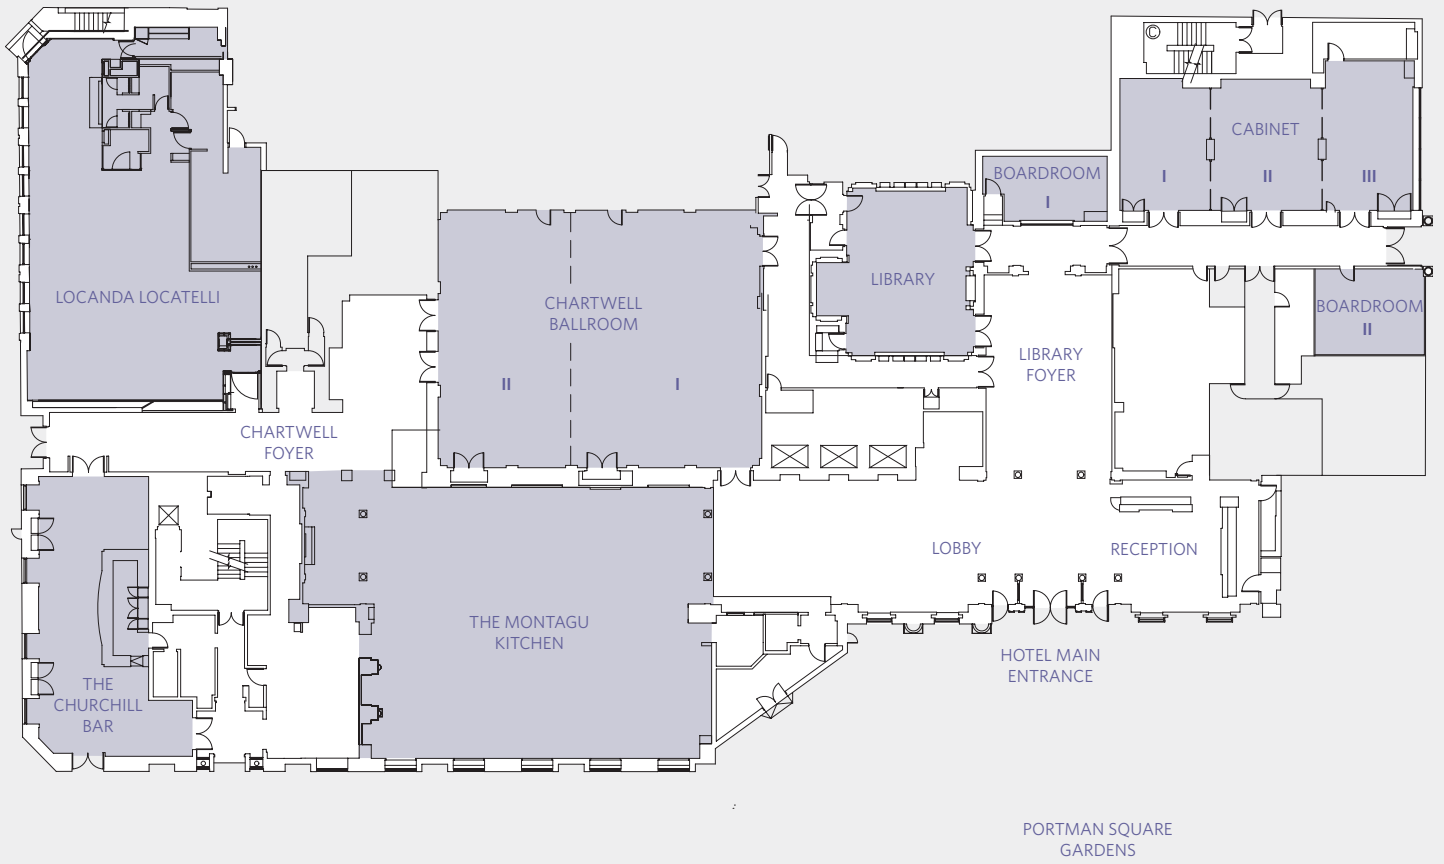 CABINET
I
II
III
BOARDROOM
I
LOCANDA LOCATELLI
CHARTWELL
BALLROOM
II
I
LIBRARY
BOARDROOM
II
LIBRARY
FOYER
CHARTWELL
FOYER
LOBBY
RECEPTION
THE MONTAGU
KITCHEN
THE
CHURCHILL
BAR
HOTEL MAIN
ENTRANCE
PORTMAN SQUARE
GARDENS